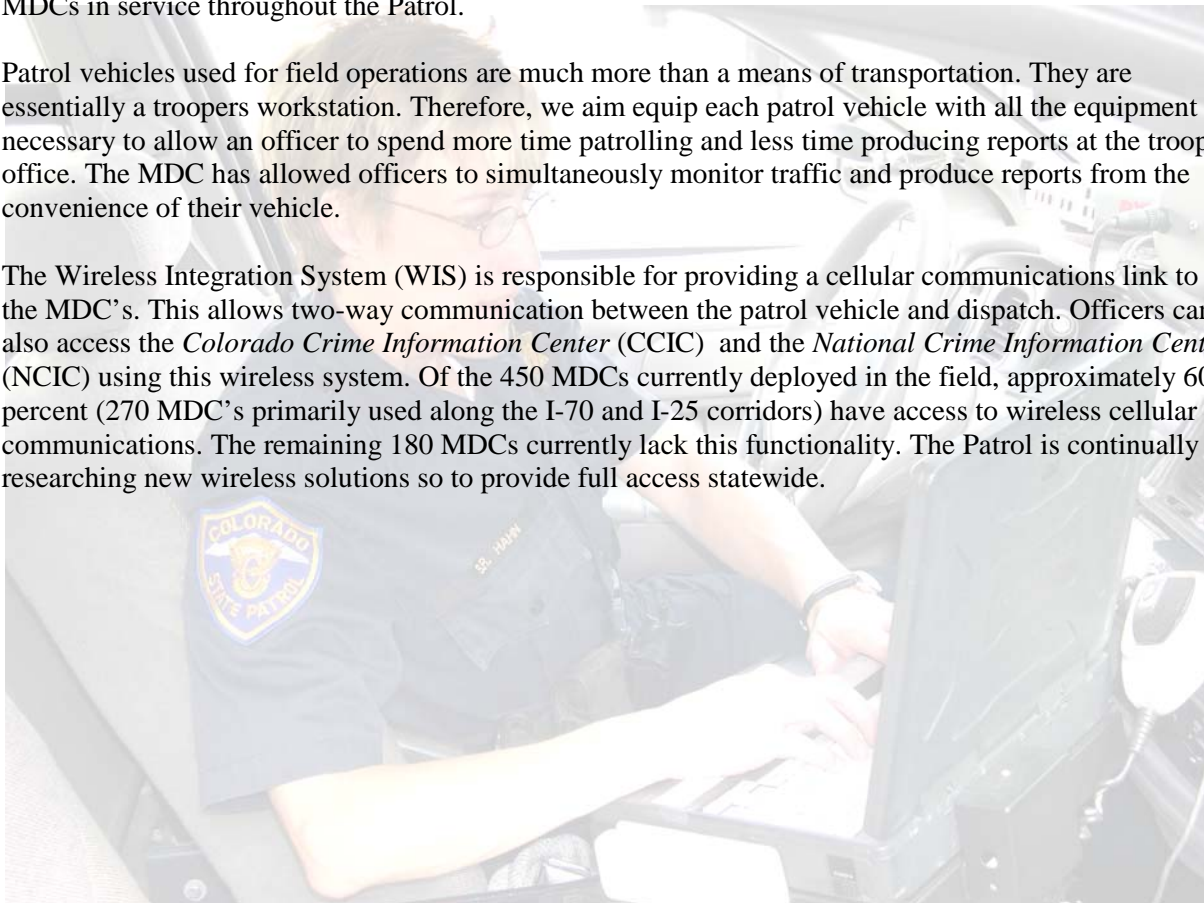 MDCs in service throughout the Patrol.
Patrol vehicles used for field operations are much more than a means of transportation. They are
essentially a troopers workstation. Therefore, we aim equip each patrol vehicle with all the equipment
necessary to allow an officer to spend more time patrolling and less time producing reports at the troop
office. The MDC has allowed officers to simultaneously monitor traffic and produce reports from the
convenience of their vehicle.
The Wireless Integration System (WIS) is responsible for providing a cellular communications link to
the MDC’s. This allows two-way communication between the patrol vehicle and dispatch. Officers can
also access the Colorado Crime Information Center (CCIC) and the National Crime Information Cent
(NCIC) using this wireless system. Of the 450 MDCs currently deployed in the field, approximately 60
percent (270 MDC’s primarily used along the I-70 and I-25 corridors) have access to wireless cellular
communications. The remaining 180 MDCs currently lack this functionality. The Patrol is continually
researching new wireless solutions so to provide full access statewide.
COLORADO
STATE PATROL
S.R. HAHN